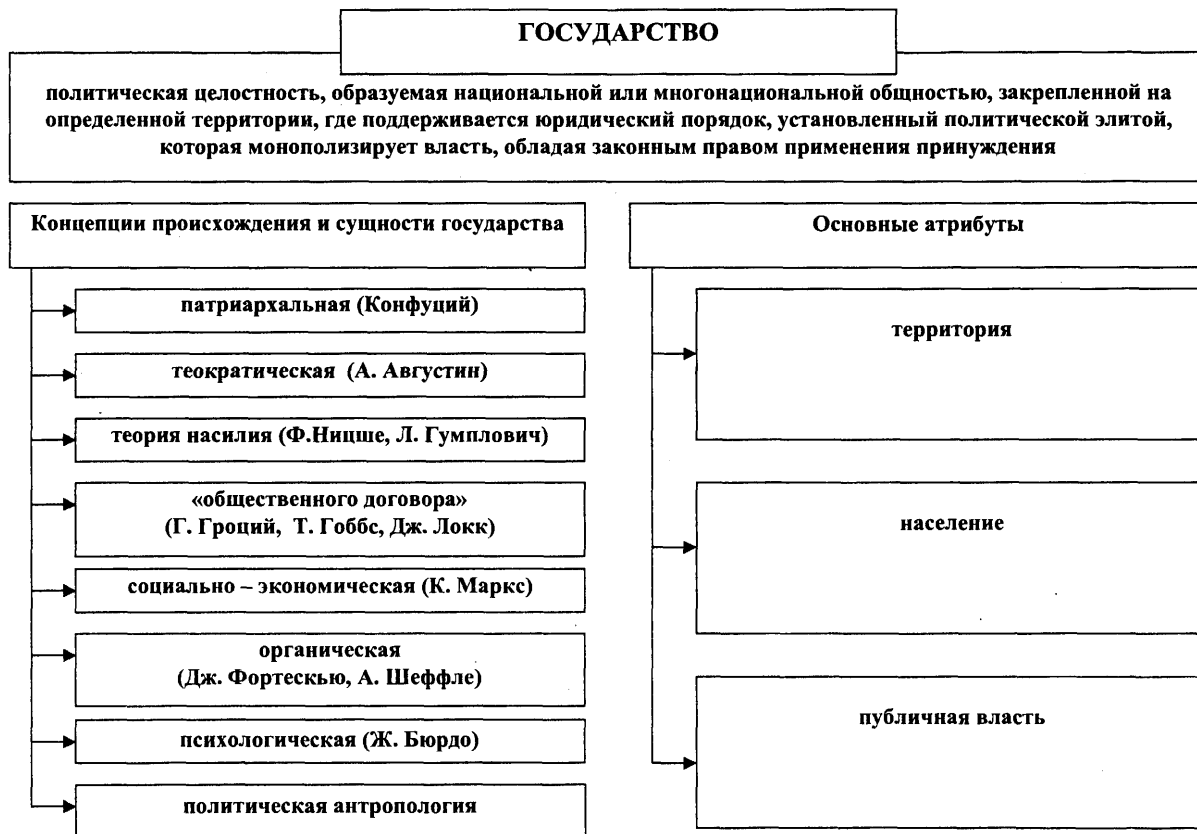 ГОСУДАРСТВО
политическая целостность, образуемая национальной или многонациональной общностью, закрепленной на
определенной территории, где поддерживается юридический порядок, установленный политической элитой,
которая монополизирует власть, обладая законным правом применения принуждения
Концепции происхождения и сущности государства
патриархальная (Конфуций)
теократическая (А. Августин)
теория насилия (Ф.Ницше, Л. Гумплович)
«общественного договора»
(Г. Гроций, Т. Гоббс, Дж. Локк)
социально – экономическая (К. Маркс)
органическая
(Дж. Фортескью, А. Шеффле)
психологическая (Ж. Бюрдо)
политическая антропология
Основные атрибуты
территория
население
публичная власть